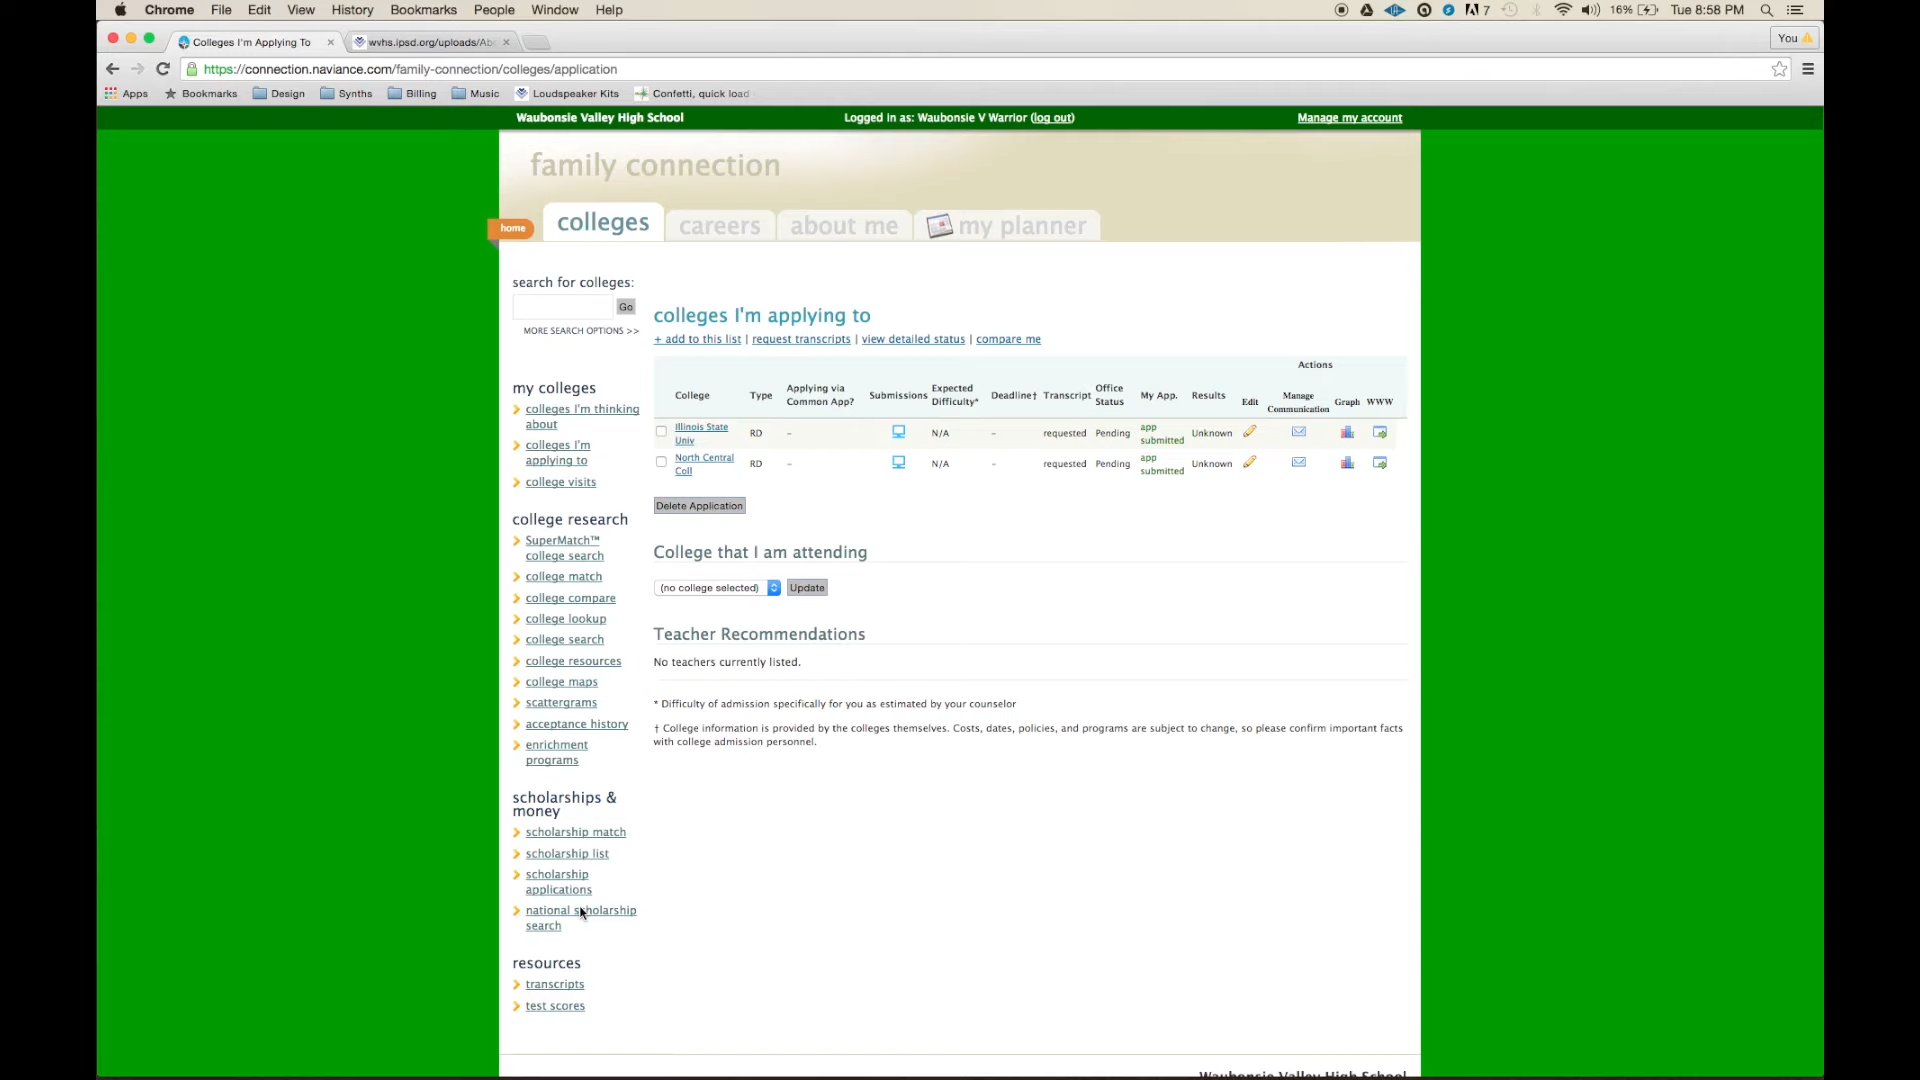 Chrome File Edit View History Bookmarks People Window Help
7 16% Tue 8:58 PM
Colleges I'm Applying To
wvhs.ipsd.org/uploads/Ab
You
https://connection.naviance.com/family-connection/colleges/application
Apps Bookmarks Design Synths Billing Music Loudspeaker Kits Confetti, quick load
Waubonsie Valley High School
Logged in as: Waubonsie V Warrior (log out)
Manage my account
family connection
home colleges careers about me my planner
search for colleges:
Go
MORE SEARCH OPTIONS >>
my colleges
colleges I'm thinking
about
colleges I'm
applying to
college visits
college research
SuperMatch™
college search
college match
college compare
college lookup
college search
college resources
college maps
scattergrams
acceptance history
enrichment
programs
scholarships &
money
scholarship match
scholarship list
scholarship
applications
national scholarship
search
resources
transcripts
test scores
colleges I'm applying to
+ add to this list | request transcripts | view detailed status | compare me
Actions
College Type Applying via Common App? Submissions Expected Difficulty* Deadline† Transcript Office Status My App. Results Edit Manage Communication Graph WWW
Illinois State Univ RD – N/A – requested Pending app submitted Unknown
North Central Coll RD – N/A – requested Pending app submitted Unknown
Delete Application
College that I am attending
(no college selected) Update
Teacher Recommendations
No teachers currently listed.
* Difficulty of admission specifically for you as estimated by your counselor
† College information is provided by the colleges themselves. Costs, dates, policies, and programs are subject to change, so please confirm important facts
with college admission personnel.
Waubonsie Valley High School